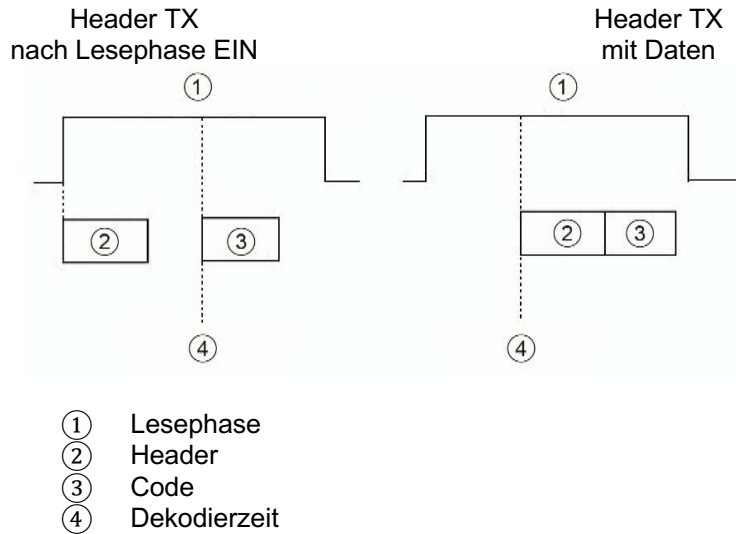 Header TX
nach Lesephase EIN
Header TX
mit Daten
① ①
② ③ ② ③
④ ④
① Lesephase
② Header
③ Code
④ Dekodierzeit